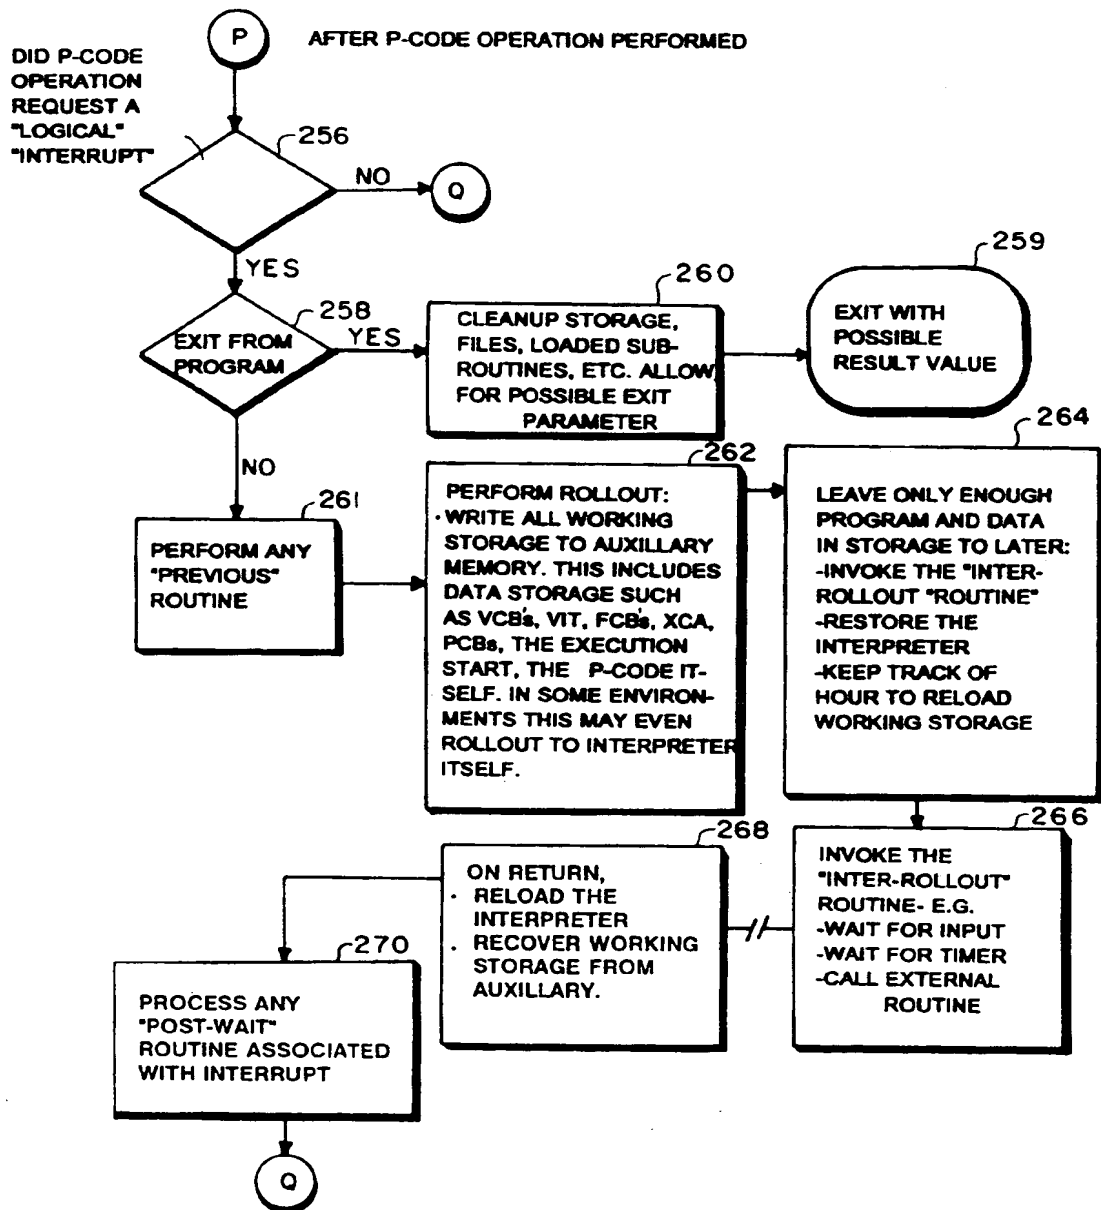 P
AFTER P-CODE OPERATION PERFORMED
DID P-CODE
OPERATION
REQUEST A
"LOGICAL"
"INTERRUPT"
256
NO
Q
YES
258
EXIT FROM
PROGRAM
YES
260
CLEANUP STORAGE,
FILES, LOADED SUB-
ROUTINES, ETC. ALLOW,
FOR POSSIBLE EXIT
PARAMETER
259
EXIT WITH
POSSIBLE
RESULT VALUE
NO
261
PERFORM ANY
"PREVIOUS"
ROUTINE
262
PERFORM ROLLOUT:
· WRITE ALL WORKING
STORAGE TO AUXILLARY
MEMORY. THIS INCLUDES
DATA STORAGE SUCH
AS VCB's, VIT, FCB's, XCA,
PCBs, THE EXECUTION
START, THE P-CODE IT-
SELF. IN SOME ENVIRON-
MENTS THIS MAY EVEN
ROLLOUT TO INTERPRETER
ITSELF.
264
LEAVE ONLY ENOUGH
PROGRAM AND DATA
IN STORAGE TO LATER:
-INVOKE THE "INTER-
ROLLOUT "ROUTINE"
-RESTORE THE
INTERPRETER
-KEEP TRACK OF
HOUR TO RELOAD
WORKING STORAGE
266
INVOKE THE
"INTER-ROLLOUT"
ROUTINE- E.G.
-WAIT FOR INPUT
-WAIT FOR TIMER
-CALL EXTERNAL
ROUTINE
268
ON RETURN,
· RELOAD THE
INTERPRETER
· RECOVER WORKING
STORAGE FROM
AUXILLARY.
270
PROCESS ANY
"POST-WAIT"
ROUTINE ASSOCIATED
WITH INTERRUPT
Q